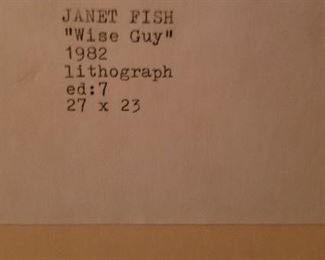 JANET FISH
"Wise Guy"
1982
lithograph
ed:7
27 x 23